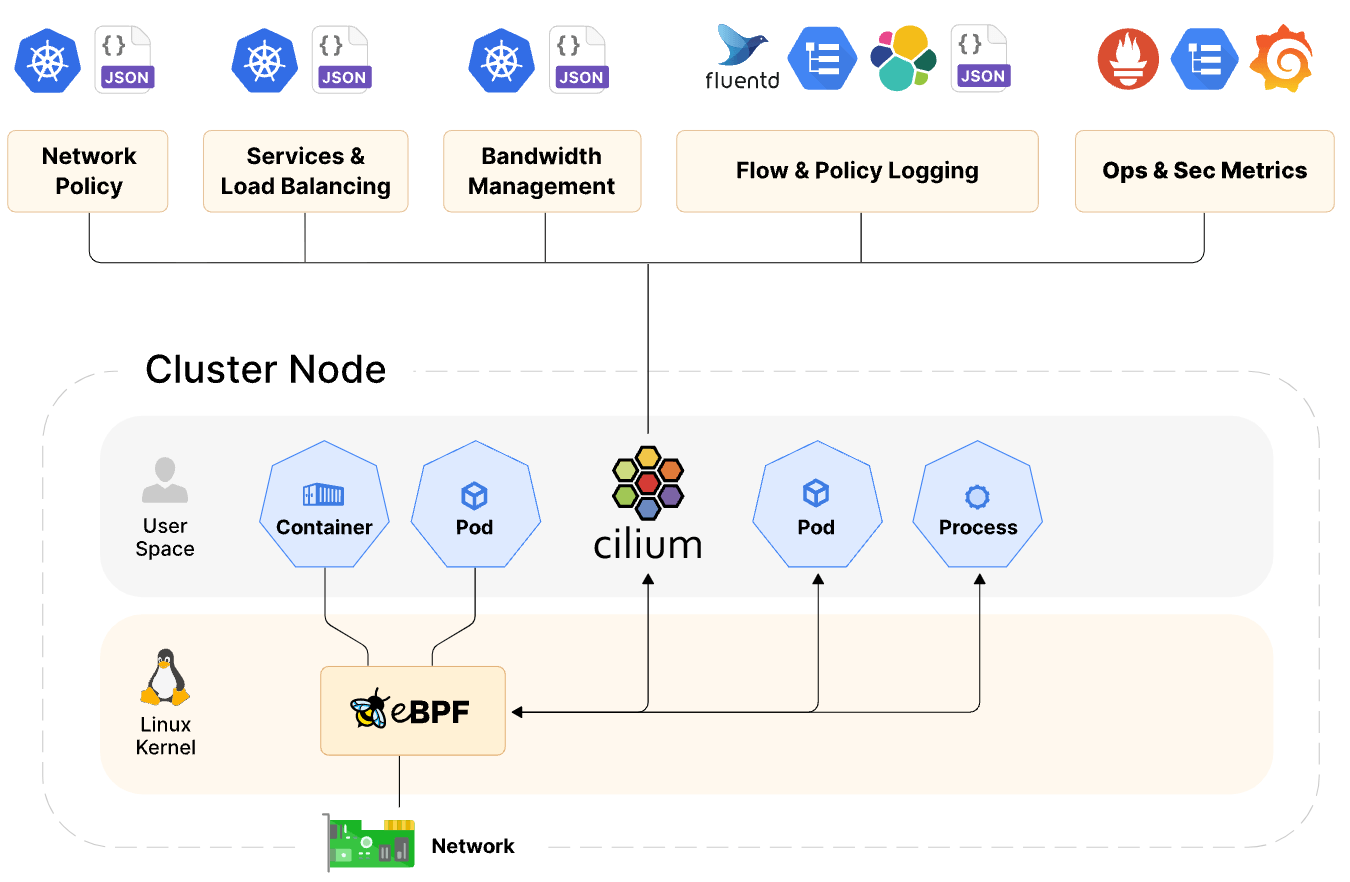 {} JSON
{} JSON
{} JSON
fluentd
{} JSON
Network
Policy
Services &
Load Balancing
Bandwidth
Management
Flow & Policy Logging
Ops & Sec Metrics
Cluster Node
User
Space
Container
Pod
cilium
Pod
Process
Linux
Kernel
eBPF
Network